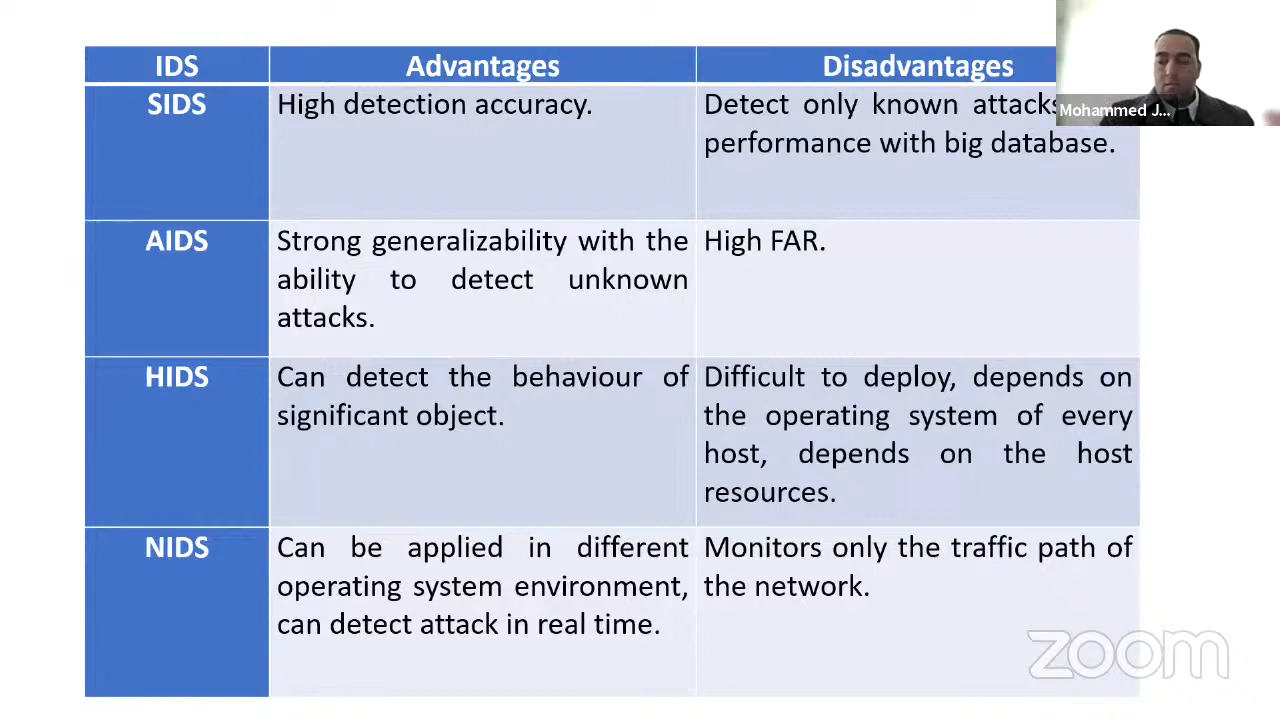 IDS Advantages Disadvantages
SIDS High detection accuracy. Detect only known attacks
performance with big database.
AIDS Strong generalizability with the High FAR.
ability to detect unknown
attacks.
HIDS Can detect the behaviour of Difficult to deploy, depends on
significant object. the operating system of every
host, depends on the host
resources.
NIDS Can be applied in different Monitors only the traffic path of
operating system environment, the network.
can detect attack in real time.
Mohammed J...
zoom